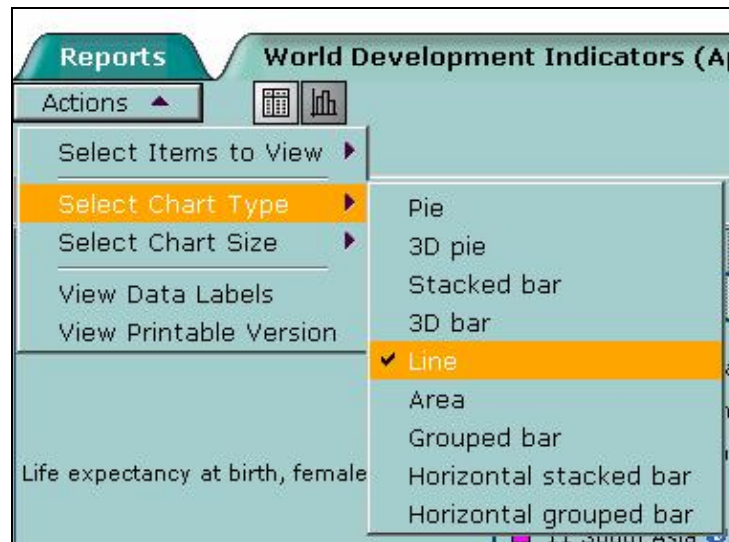 Reports World Development Indicators (A
Actions
Select Items to View
Select Chart Type
Select Chart Size
View Data Labels
View Printable Version
Pie
3D pie
Stacked bar
3D bar
Line
Area
Grouped bar
Horizontal stacked bar
Horizontal grouped bar
Life expectancy at birth, female